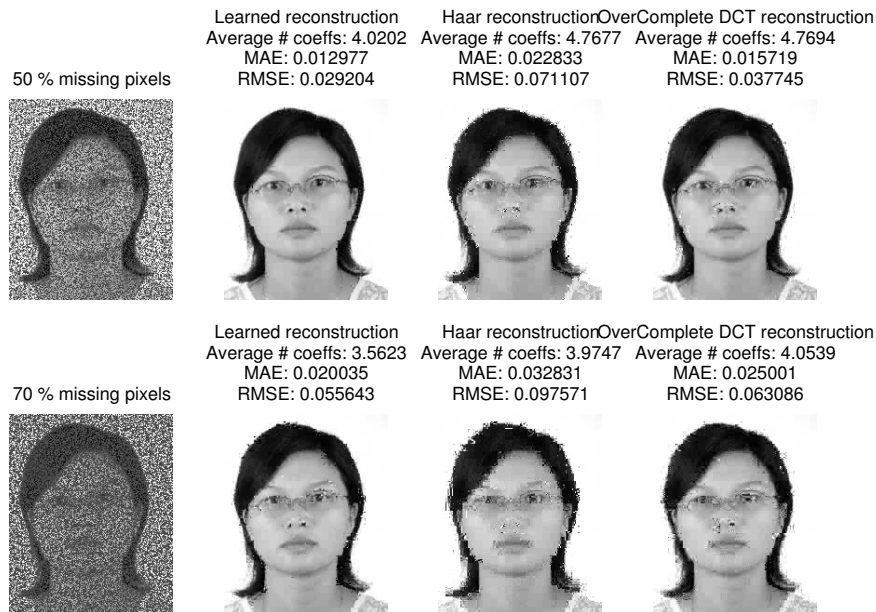 Learned reconstruction
Average # coeffs: 4.0202
MAE: 0.012977
RMSE: 0.029204
Haar reconstruction
Average # coeffs: 4.7677
MAE: 0.022833
RMSE: 0.071107
OverComplete DCT reconstruction
Average # coeffs: 4.7694
MAE: 0.015719
RMSE: 0.037745
50 % missing pixels
Learned reconstruction
Average # coeffs: 3.5623
MAE: 0.020035
RMSE: 0.055643
Haar reconstruction
Average # coeffs: 3.9747
MAE: 0.032831
RMSE: 0.097571
OverComplete DCT reconstruction
Average # coeffs: 4.0539
MAE: 0.025001
RMSE: 0.063086
70 % missing pixels